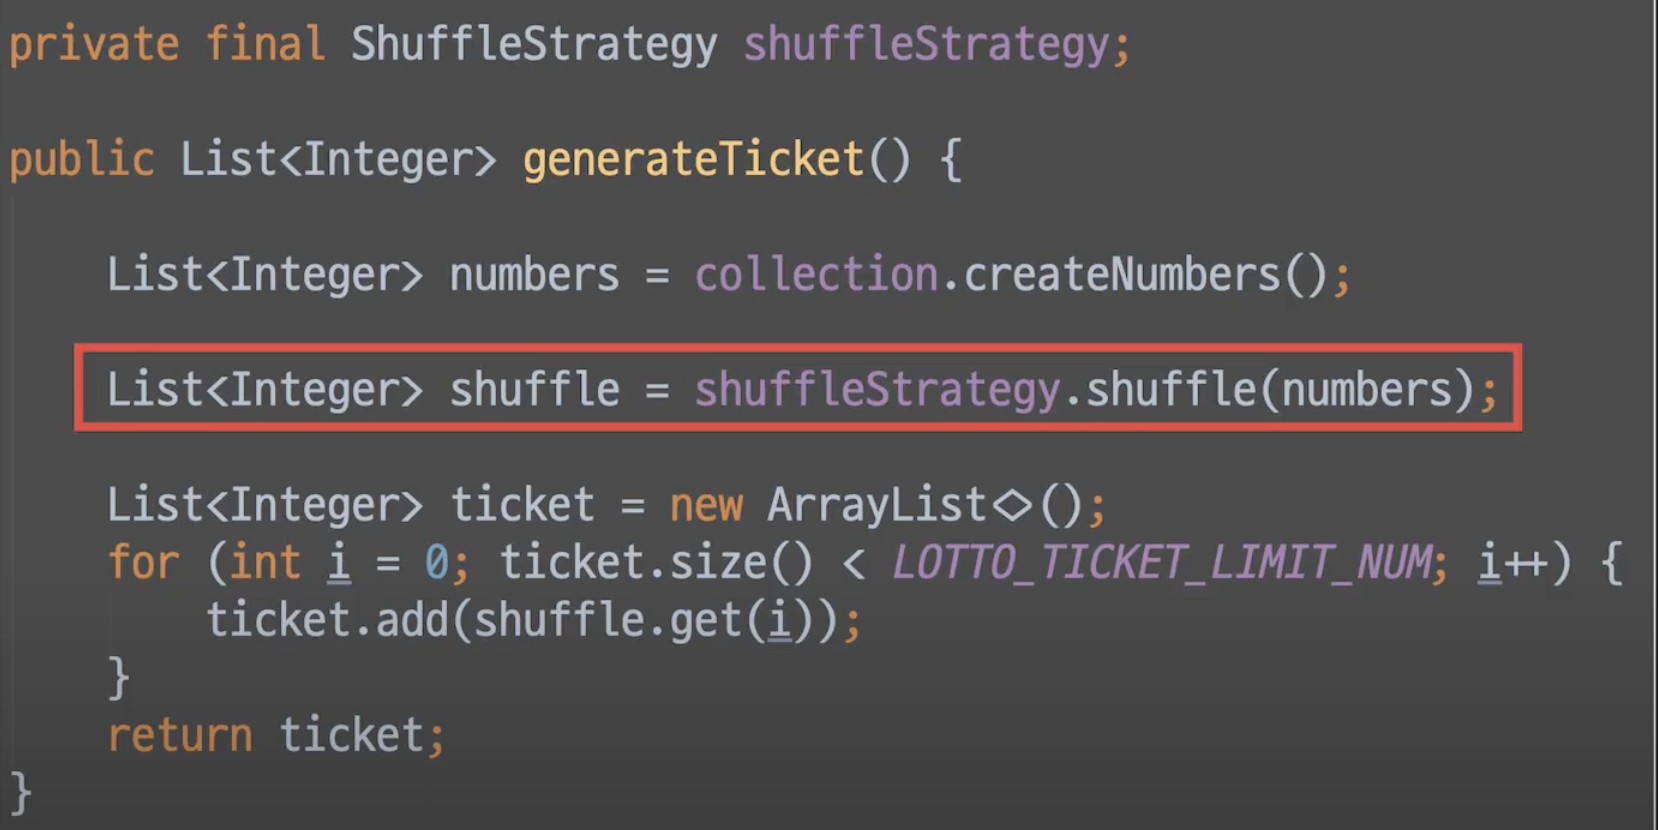 private final ShuffleStrategy shuffleStrategy;
public List<Integer> generateTicket() {
List<Integer> numbers = collection.createNumbers();
List<Integer> shuffle = shuffleStrategy.shuffle(numbers);
List<Integer> ticket = new ArrayList<>();
for (int i = 0; ticket.size() < LOTTO_TICKET_LIMIT_NUM; i++) {
ticket.add(shuffle.get(i));
}
return ticket;
}